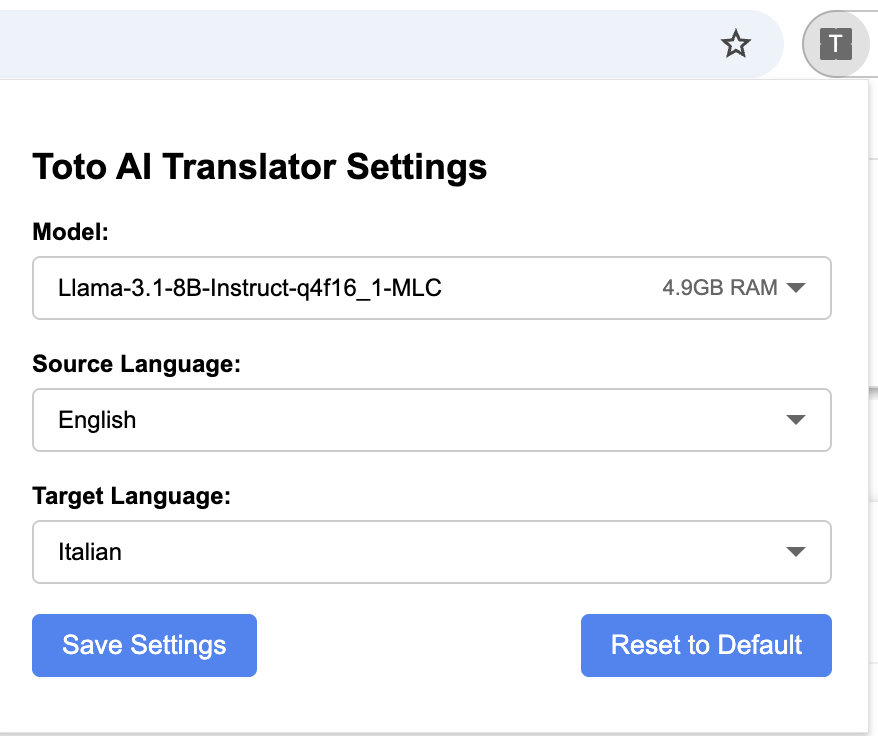 T
Toto AI Translator Settings
Model:
Llama-3.1-8B-Instruct-q4f16_1-MLC 4.9GB RAM
Source Language:
English
Target Language:
Italian
Save Settings Reset to Default